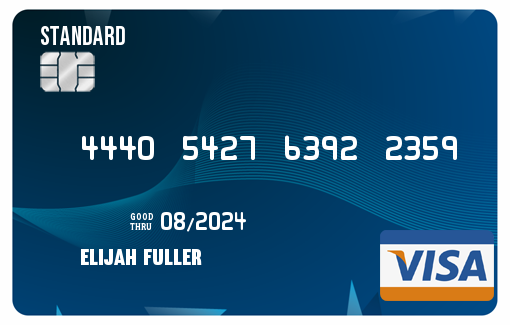 STANDARD
4440 5427 6392 2359
GOOD THRU 08/2024
ELIJAH FULLER
VISA